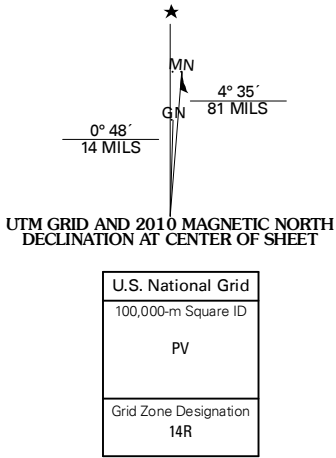 ★
MN
GN
4° 35´
81 MILS
0° 48´
14 MILS
UTM GRID AND 2010 MAGNETIC NORTH
DECLINATION AT CENTER OF SHEET
U.S. National Grid
100,000-m Square ID
PV
Grid Zone Designation
14R